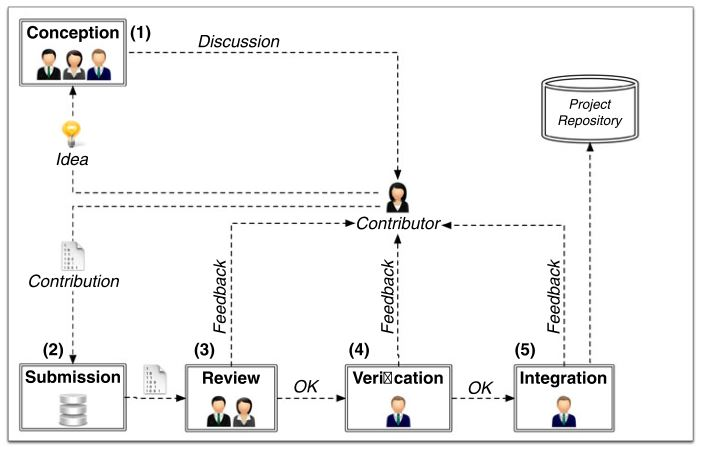 Conception
(1)
Discussion
Project
Repository
Idea
Contributor
Contribution
Feedback
Feedback
Feedback
(2)
(3)
(4)
(5)
Submission
Review
OK
Veri□cation
OK
Integration